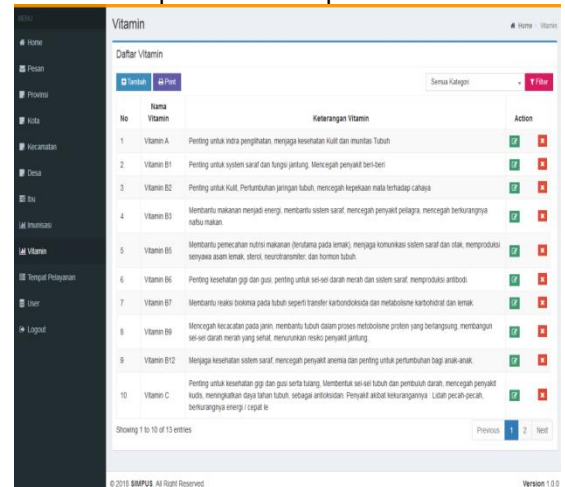 MENU
Home
Pesan
Provinsi
Kota
Kecamatan
Desa
Ibu
Imunisasi
Vitamin
Tempat Pelayanan
User
Logout
Vitamin
Home Vitamin
Daftar Vitamin
Tambah Print Semua Kategori Filter
No Nama Vitamin Keterangan Vitamin Action
1 Vitamin A Penting untuk indra penglihatan, menjaga kesehatan Kulit dan imunitas Tubuh
2 Vitamin B1 Penting untuk system saraf dan fungsi jantung, Mencegah penyakit beri-beri
3 Vitamin B2 Penting untuk Kulit, Pertumbuhan jaringan tubuh, mencegah kepekaan mata terhadap cahaya
4 Vitamin B3 Membantu makanan menjadi energi, membantu sistem saraf, mencegah penyakit pellagra, mencegah berkurangnya
nafsu makan.
5 Vitamin B5 Membantu pemecahan nutrisi makanan (terutama pada lemak), menjaga komunikasi sistem saraf dan otak, memproduksi
senyawa asam lemak, sterol, neurotransmiter, dan hormon tubuh.
6 Vitamin B6 Penting kesehatan gigi dan gusi, penting untuk sel-sel darah merah dan sistem saraf, memproduksi antibodi.
7 Vitamin B7 Membantu reaksi biokmia pada tubuh seperti transfer karbondoksida dan metabolisme karbohidrat dan lemak.
8 Vitamin B9 Mencegah kecacatan pada janin, membantu tubuh dalam proses metobolisme protein yang berlangsung, membangun
sel-sel darah merah yang sehat, menurunkan resiko penyakit jantung.
9 Vitamin B12 Menjaga kesehatan sistem saraf, mencegah penyakit anemia dan penting untuk pertumbuhan bagi anak-anak.
10 Vitamin C Penting untuk kesehatan gigi dan gusi serta tulang, Membentuk sel-sel tubuh dan pembuluh darah, mencegah penyakit
kudis, meningkatkan daya tahan tubuh, sebagai antioksidan. Penyakit akibat kekurangannya : Lidah pecah-pecah,
berkurangnya energi / cepat le
Showing 1 to 10 of 13 entries
Previous 1 2 Next
© 2018 SIMPUS. All Right Reserved.
Version 1.0.0